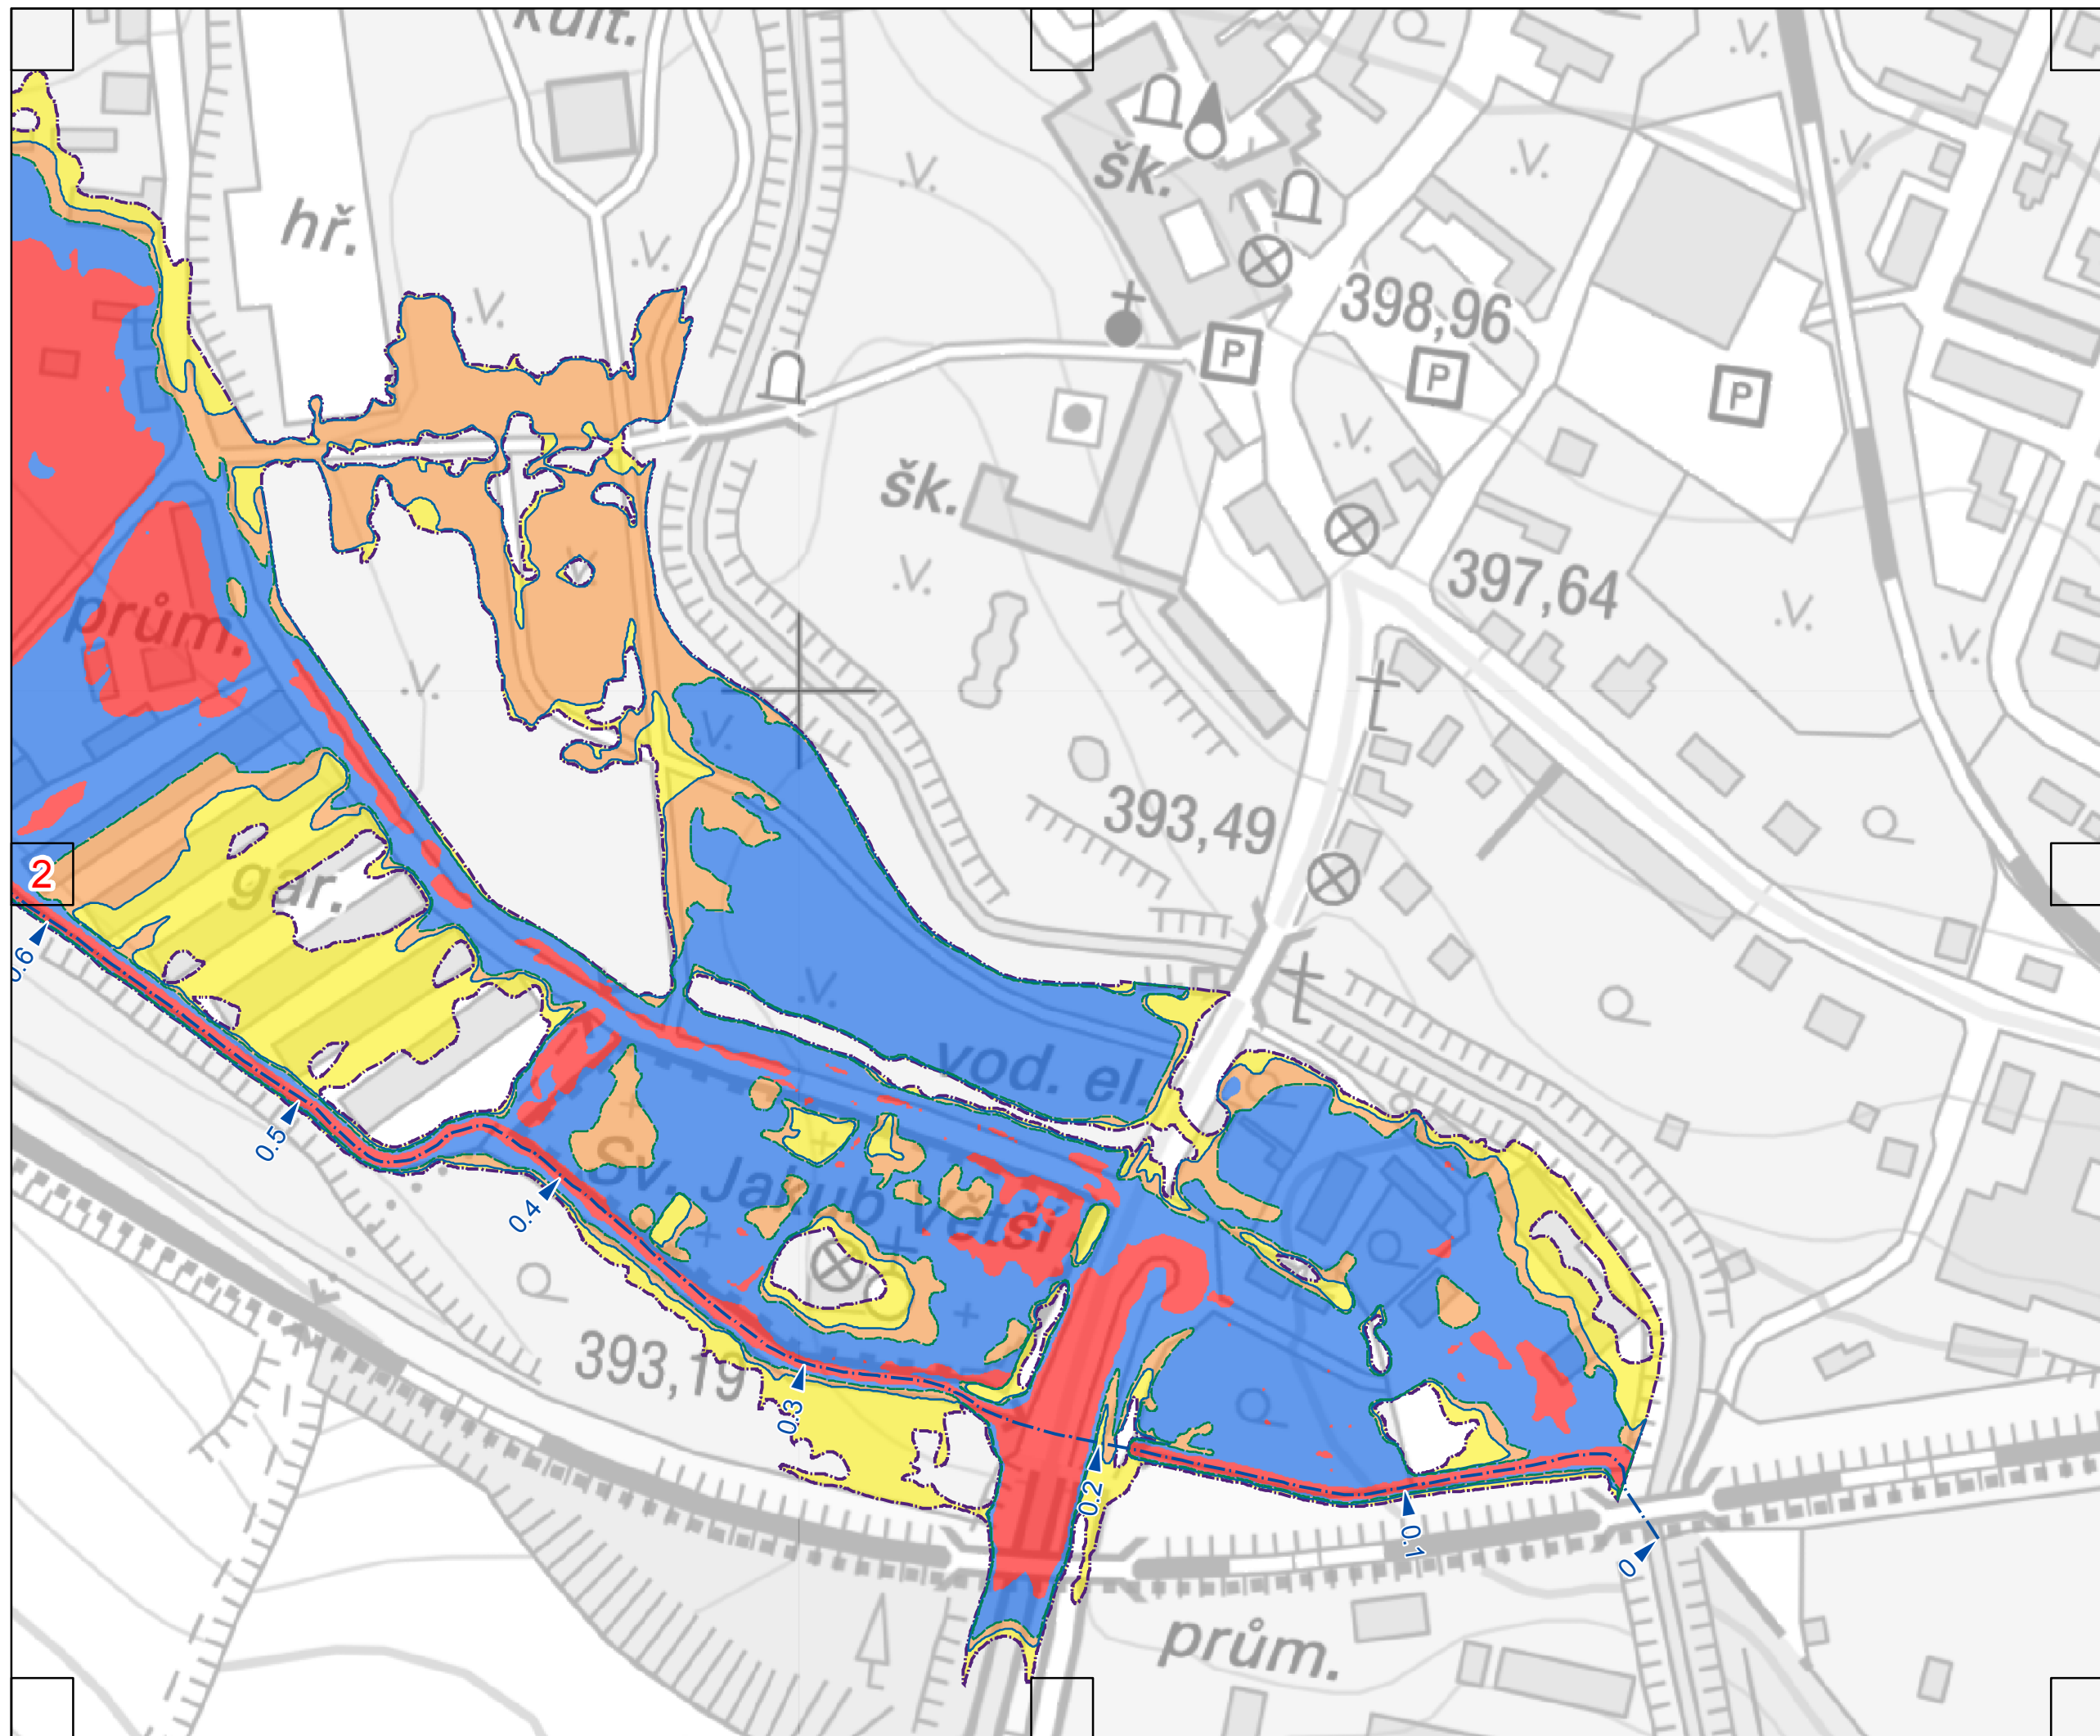 kult.
šk.
hř.
398,96
P
P
P
šk.
397,64
prům.
393,49
2
gar.
0.6
vod. el.
0.5
Sv. Jakub Větší
0.4
393,19
0.3
0.2
0.1
0
prům.